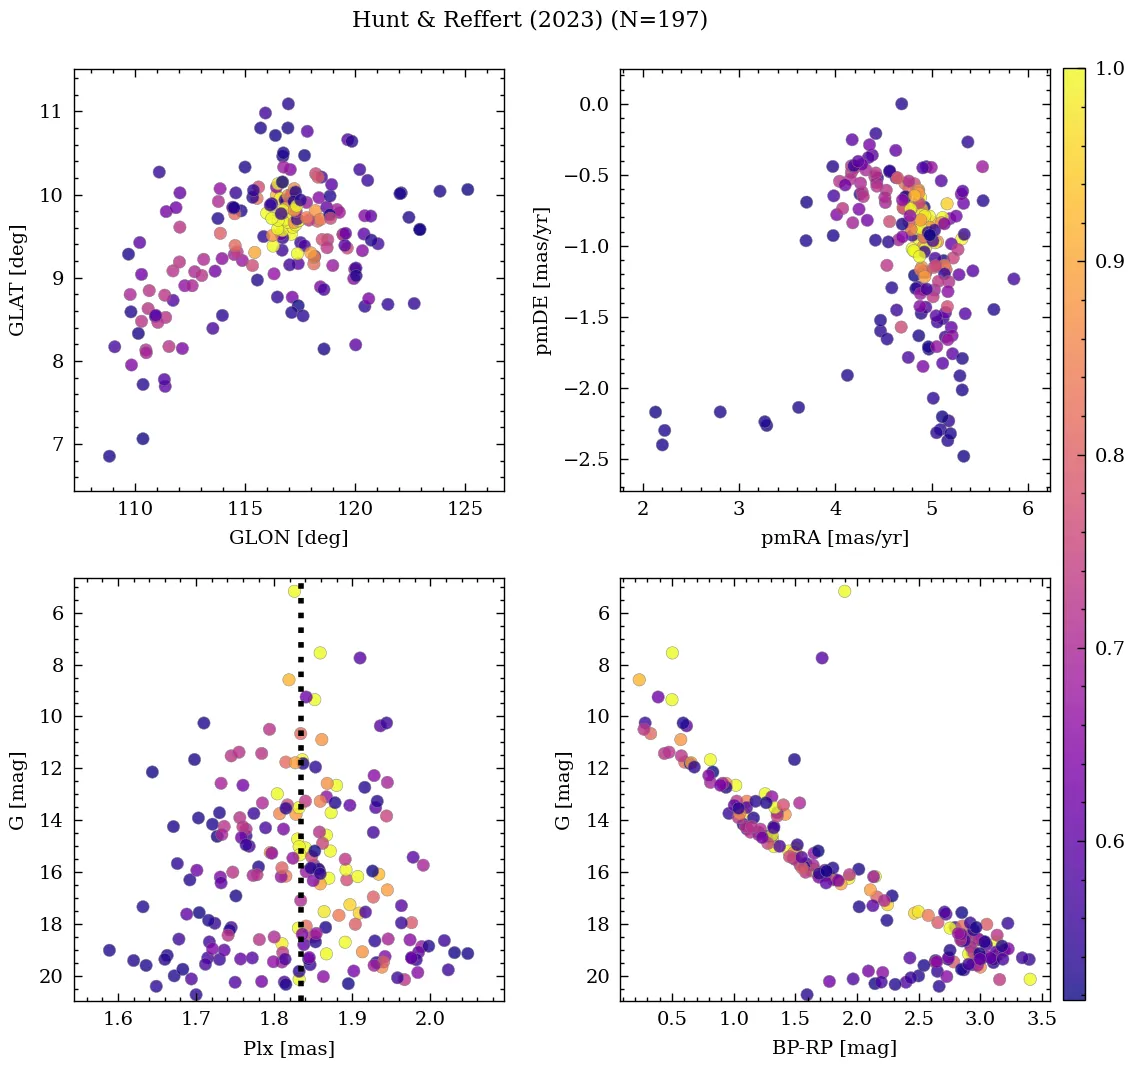 Hunt & Reffert (2023) (N=197)
11
10
9
8
7
GLAT [deg]
110 115 120 125
GLON [deg]
0.0
−0.5
−1.0
−1.5
−2.0
−2.5
pmDE [mas/yr]
2 3 4 5 6
pmRA [mas/yr]
1.0
0.9
0.8
0.7
0.6
6
8
10
12
14
16
18
20
G [mag]
1.6 1.7 1.8 1.9 2.0
Plx [mas]
6
8
10
12
14
16
18
20
G [mag]
0.5 1.0 1.5 2.0 2.5 3.0 3.5
BP-RP [mag]